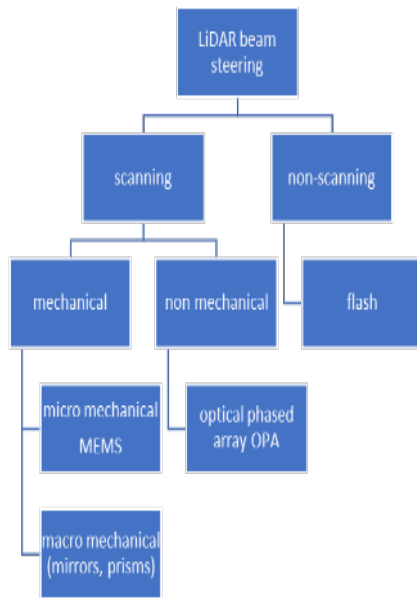 LiDAR beam
steering
scanning
non-scanning
mechanical
non mechanical
flash
micro mechanical
MEMS
optical phased
array OPA
macro mechanical
(mirrors, prisms)